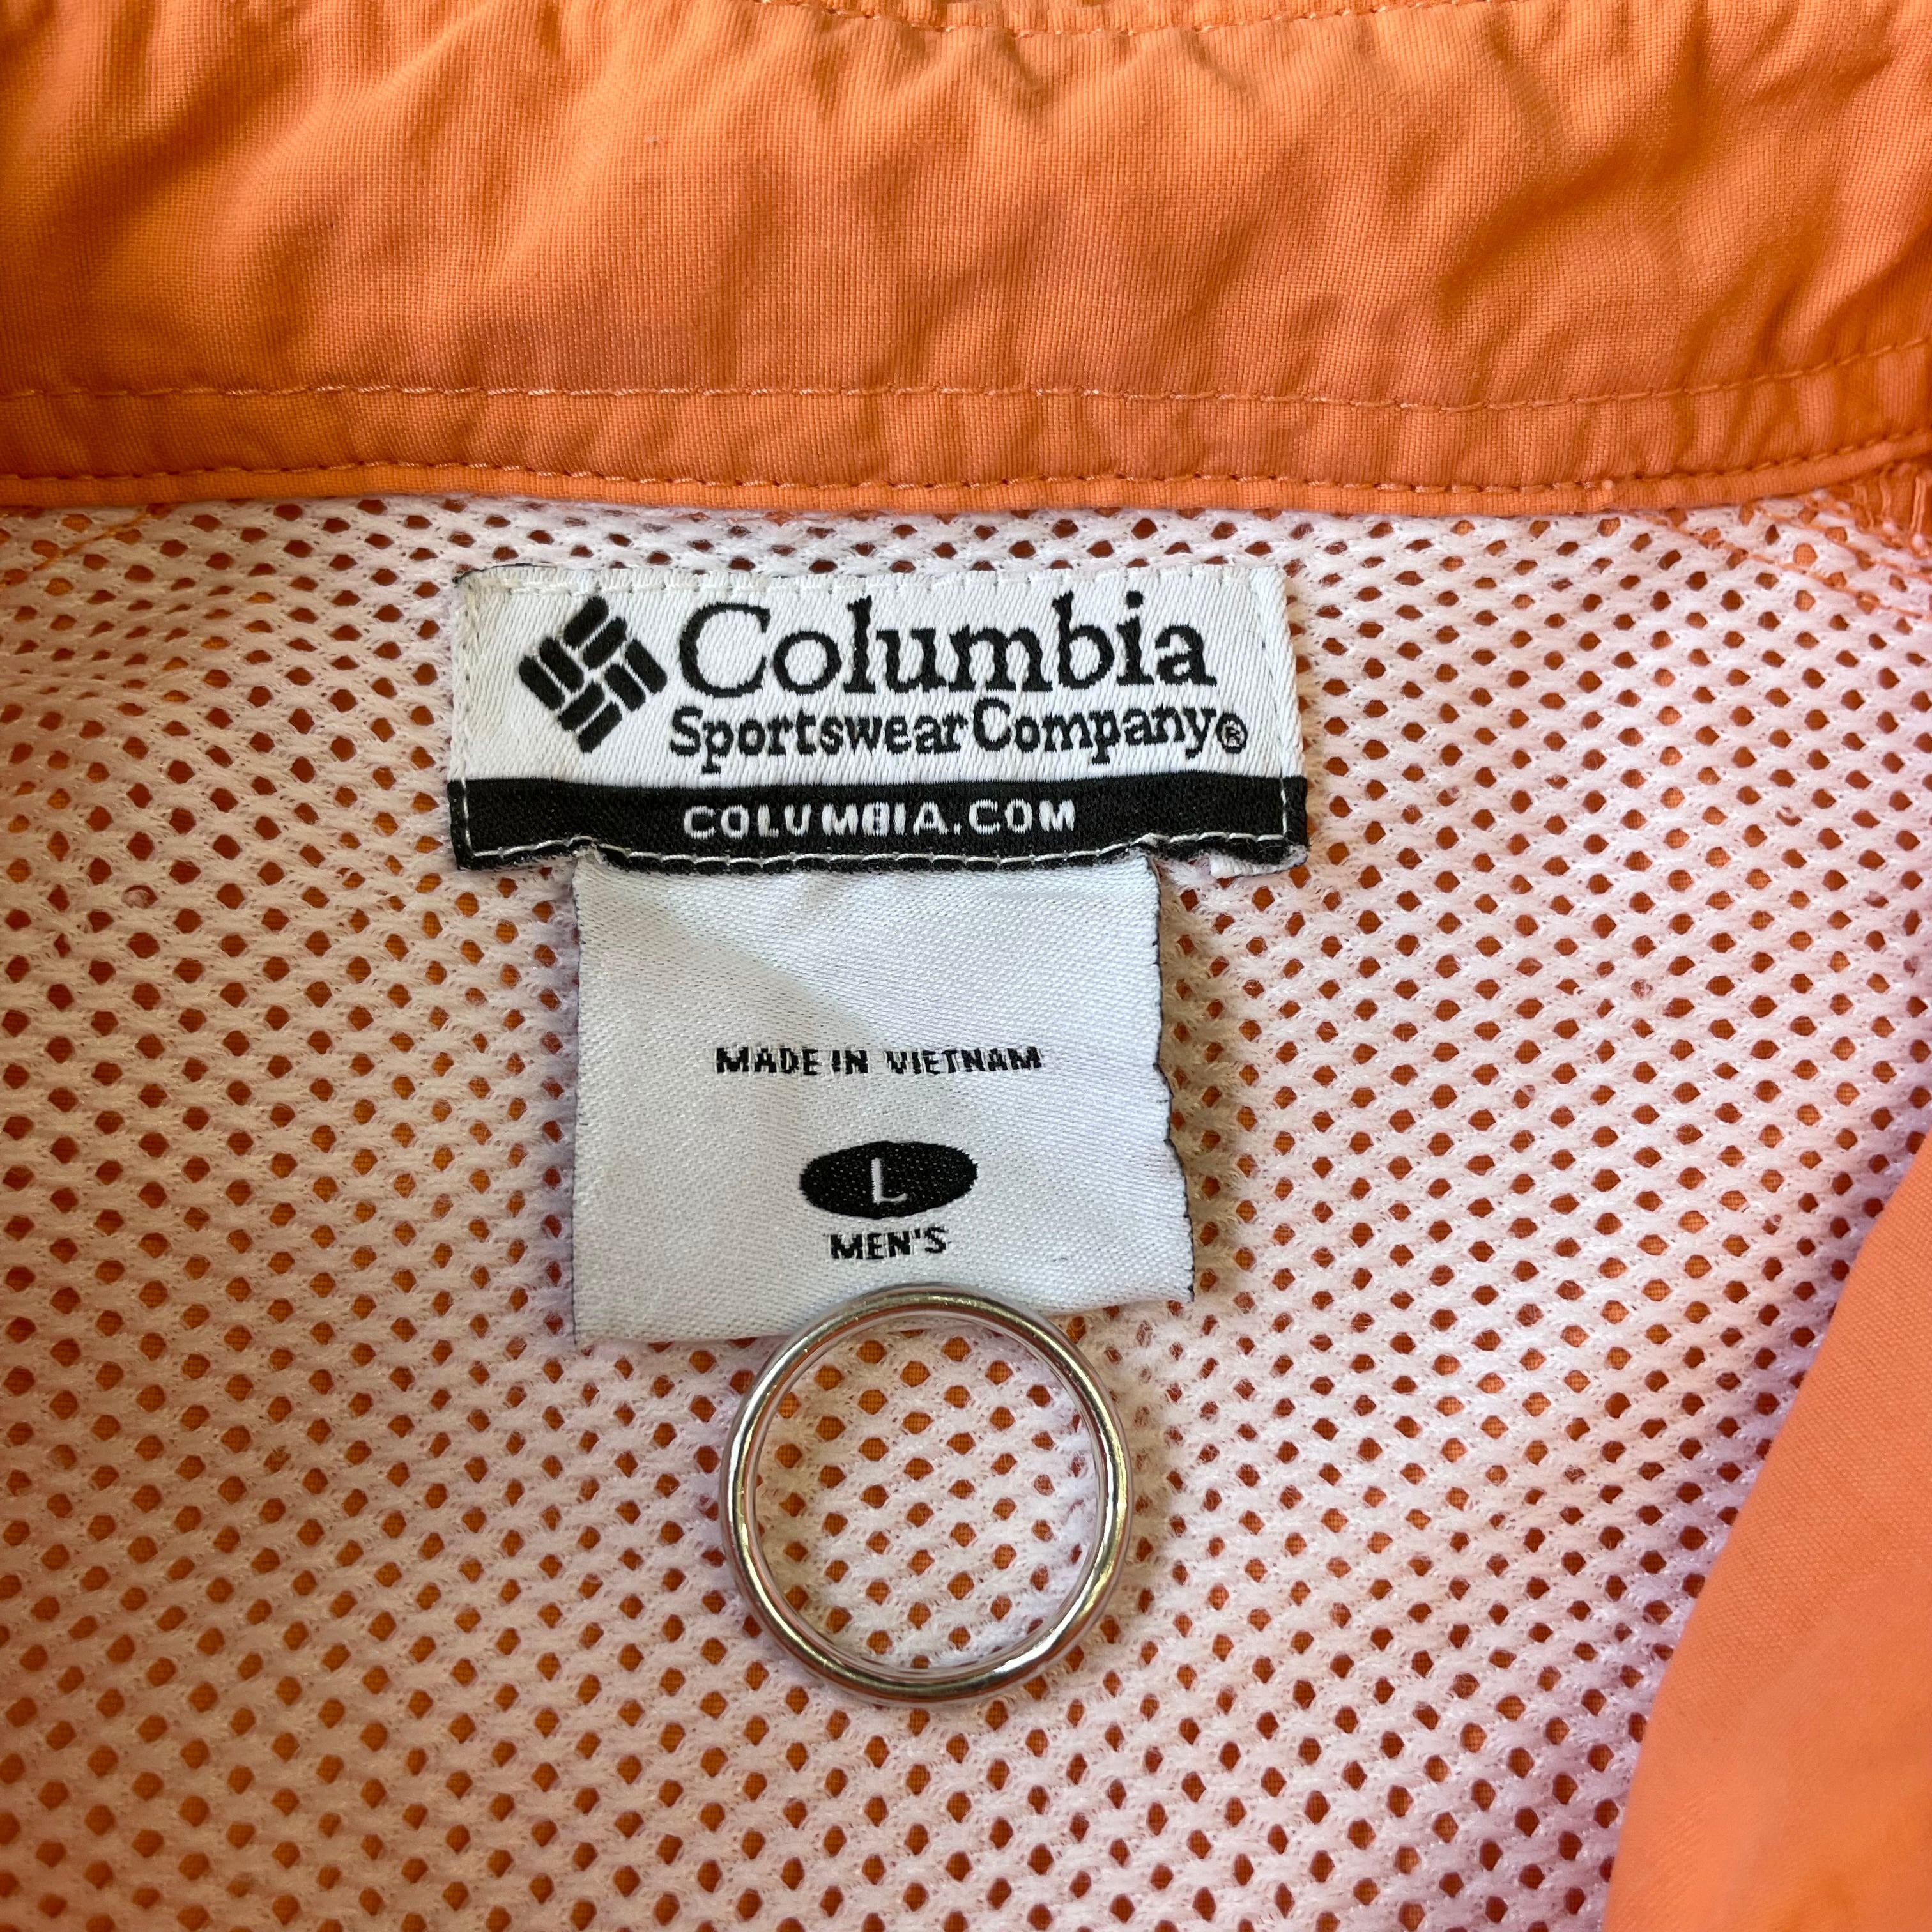 Columbia
Sportswear Company®
COLUMBIA.COM
MADE IN VIETNAM
L
MEN'S